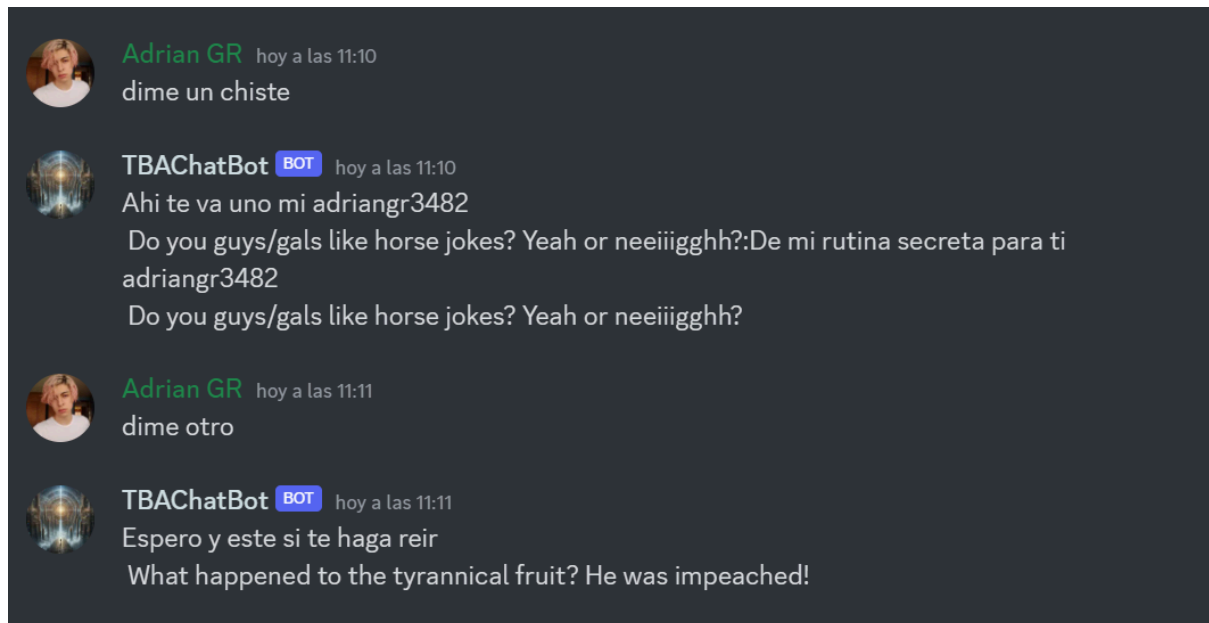 Adrian GR hoy a las 11:10
dime un chiste
TBAChatBot BOT hoy a las 11:10
Ahi te va uno mi adriangr3482
Do you guys/gals like horse jokes? Yeah or neeiiigghh?:De mi rutina secreta para ti
adriangr3482
Do you guys/gals like horse jokes? Yeah or neeiiigghh?
Adrian GR hoy a las 11:11
dime otro
TBAChatBot BOT hoy a las 11:11
Espero y este si te haga reir
What happened to the tyrannical fruit? He was impeached!